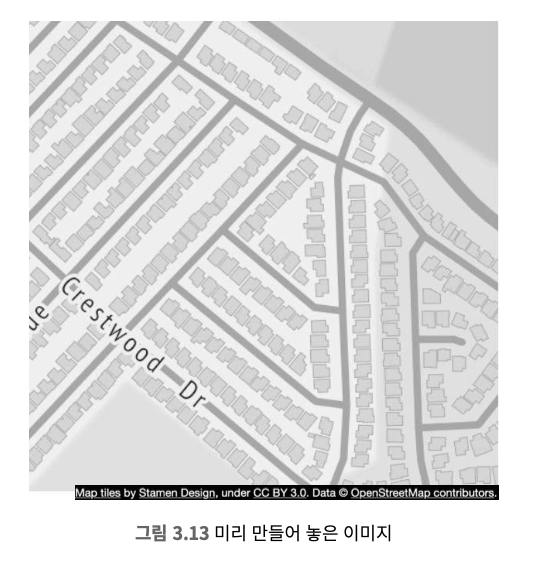 Crestwood Dr
ue
Map tiles by Stamen Design, under CC BY 3.0. Data © OpenStreetMap contributors.
그림 3.13 미리 만들어 놓은 이미지